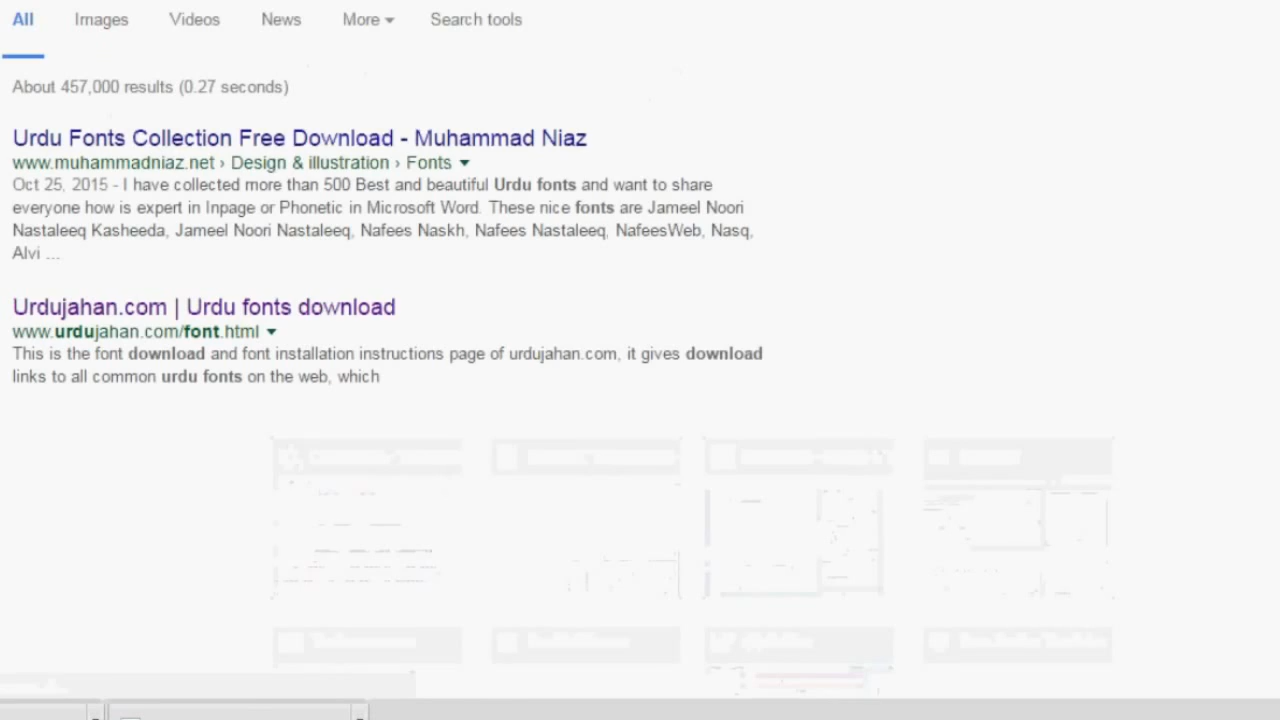 All Images Videos News More Search tools
About 457,000 results (0.27 seconds)
Urdu Fonts Collection Free Download - Muhammad Niaz
www.muhammadniaz.net › Design & illustration › Fonts
Oct 25, 2015 - I have collected more than 500 Best and beautiful Urdu fonts and want to share
everyone how is expert in Inpage or Phonetic in Microsoft Word. These nice fonts are Jameel Noori
Nastaleeq Kasheeda, Jameel Noori Nastaleeq, Nafees Naskh, Nafees Nastaleeq, NafeesWeb, Nasq,
Alvi ...
Urdujahan.com | Urdu fonts download
www.urdujahan.com/font.html
This is the font download and font installation instructions page of urdujahan.com, it gives download
links to all common urdu fonts on the web, which